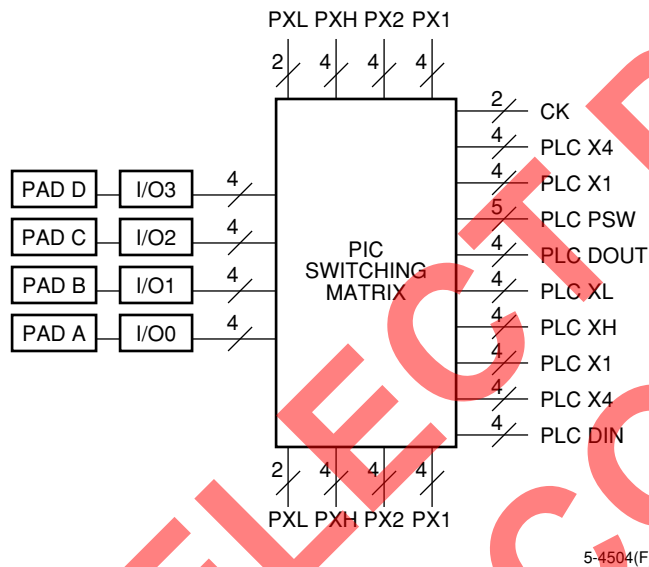 PXL PXH PX2 PX1
2 4 4 4
2 CK
4 PLC X4
4 PLC X1
5 PLC PSW
4 PLC DOUT
4 PLC XL
4 PLC XH
4 PLC X1
4 PLC X4
4 PLC DIN
PAD D I/O3 4
PAD C I/O2 4
PAD B I/O1 4
PAD A I/O0 4
PIC
SWITCHING
MATRIX
2 4 4 4
PXL PXH PX2 PX1
5-4504(F
ELECT